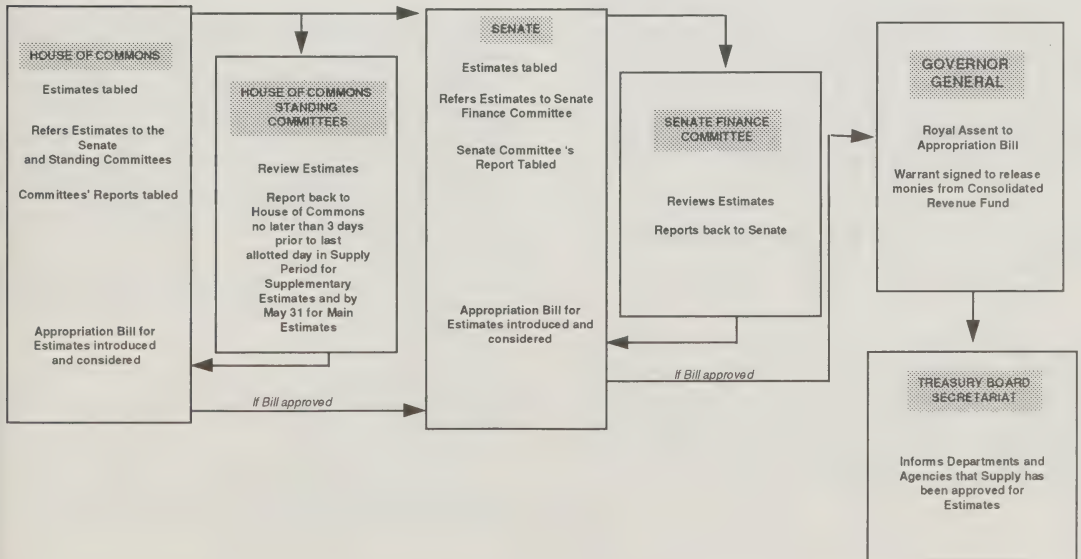 HOUSE OF COMMONS
Estimates tabled
Refers Estimates to the
Senate
and Standing Committees
Committees' Reports tabled
Appropriation Bill for
Estimates introduced
and considered
HOUSE OF COMMONS
STANDING
COMMITTEES
Review Estimates
Report back to
House of Commons
no later than 3 days
prior to last
allotted day in Supply
Period for
Supplementary
Estimates and by
May 31 for Main
Estimates
If Bill approved
SENATE
Estimates tabled
Refers Estimates to Senate
Finance Committee
Senate Committee 's
Report Tabled
Appropriation Bill for
Estimates introduced and
considered
SENATE FINANCE
COMMITTEE
Reviews Estimates
Reports back to Senate
If Bill approved
GOVERNOR
GENERAL
Royal Assent to
Appropriation Bill
Warrant signed to release
monies from Consolidated
Revenue Fund
TREASURY BOARD
SECRETARIAT
Informs Departments and
Agencies that Supply has
been approved for
Estimates